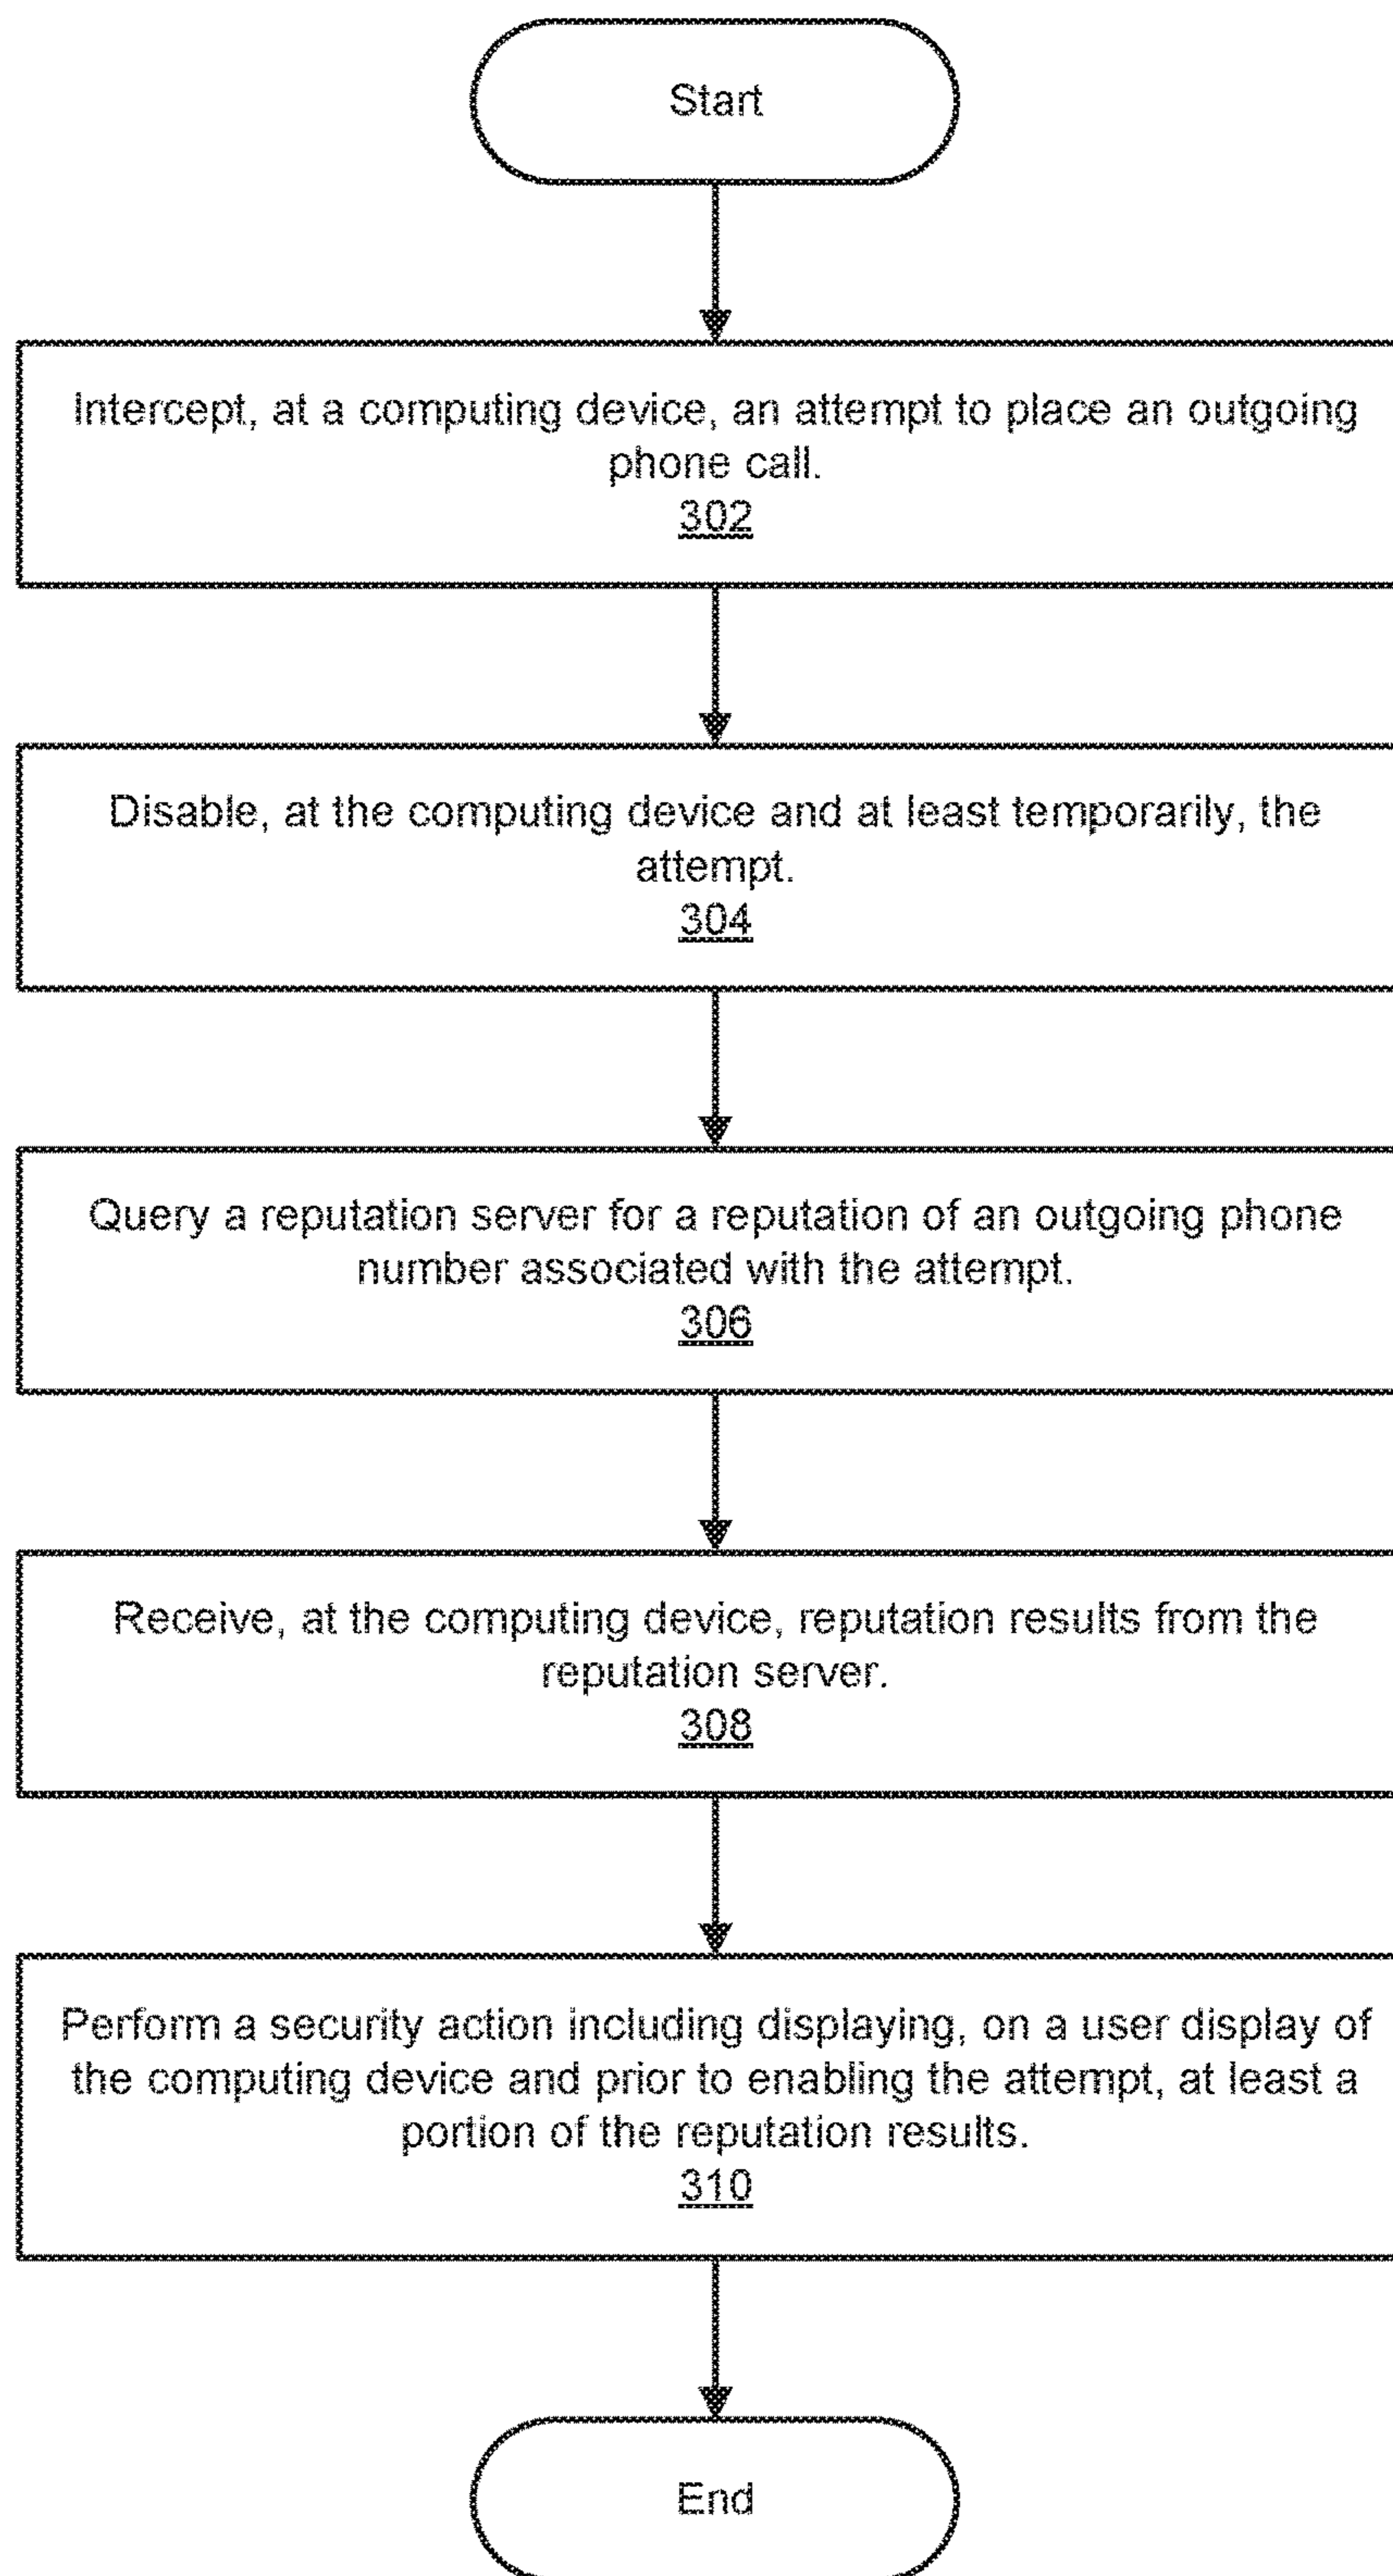 Start
Intercept, at a computing device, an attempt to place an outgoing
phone call.
302
Disable, at the computing device and at least temporarily, the
attempt.
304
Query a reputation server for a reputation of an outgoing phone
number associated with the attempt.
306
Receive, at the computing device, reputation results from the
reputation server.
308
Perform a security action including displaying, on a user display of
the computing device and prior to enabling the attempt, at least a
portion of the reputation results.
310
End